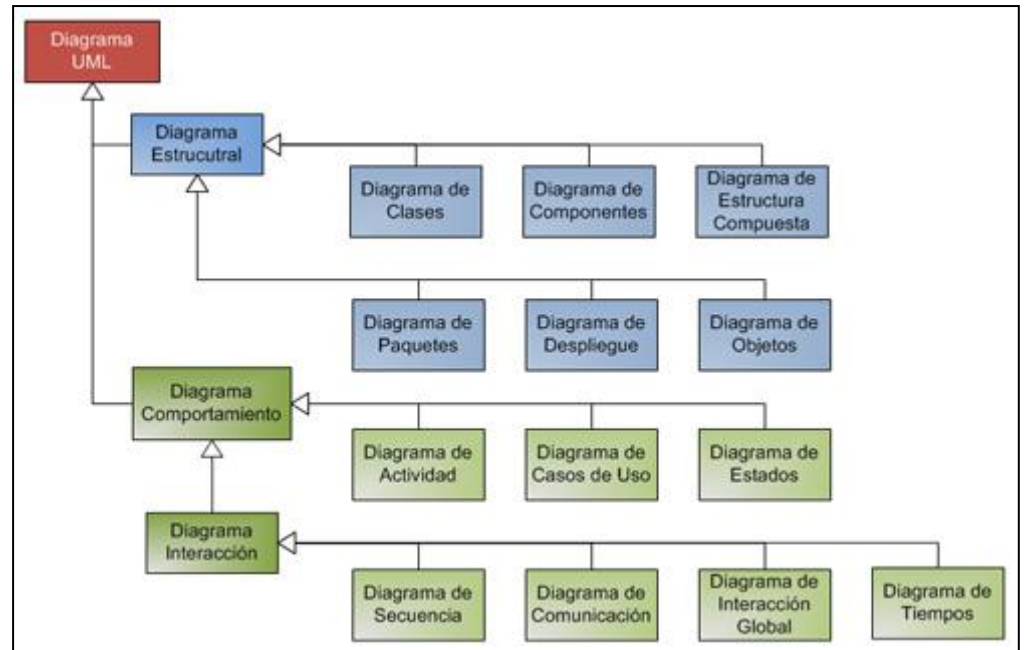 Diagrama
UML
Diagrama
Estrucutral
Diagrama de
Clases
Diagrama de
Componentes
Diagrama de
Estructura
Compuesta
Diagrama de
Paquetes
Diagrama de
Despliegue
Diagrama de
Objetos
Diagrama
Comportamiento
Diagrama de
Actividad
Diagrama de
Casos de Uso
Diagrama de
Estados
Diagrama
Interacción
Diagrama de
Secuencia
Diagrama de
Comunicación
Diagrama de
Interacción
Global
Diagrama de
Tiempos